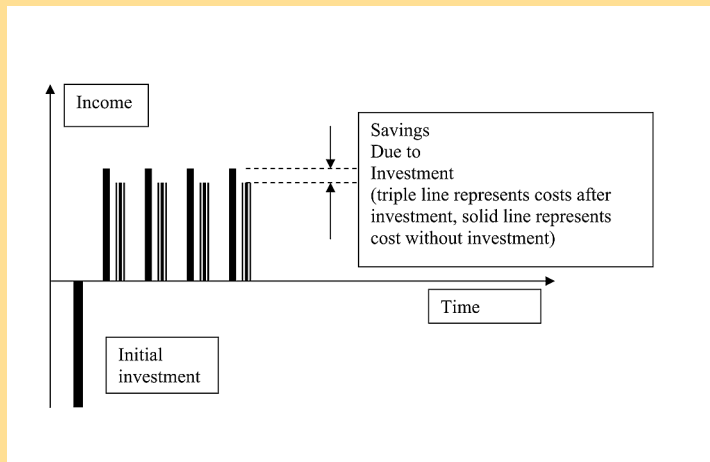 Income
Savings
Due to
Investment
(triple line represents costs after
investment, solid line represents
cost without investment)
Time
Initial
investment